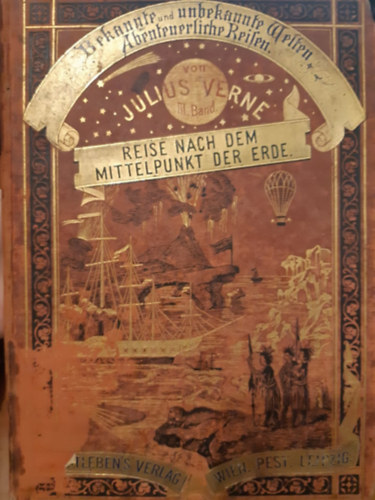 Bekannte und unbekannte Welten
Abenteuerliche Reisen.
VON
JULIUS VERNE
III. Band
REISE NACH DEM
MITTELPUNKT DER ERDE.
TLEBEN'S VERLAG
WIEN. PEST. LEIPZIG.